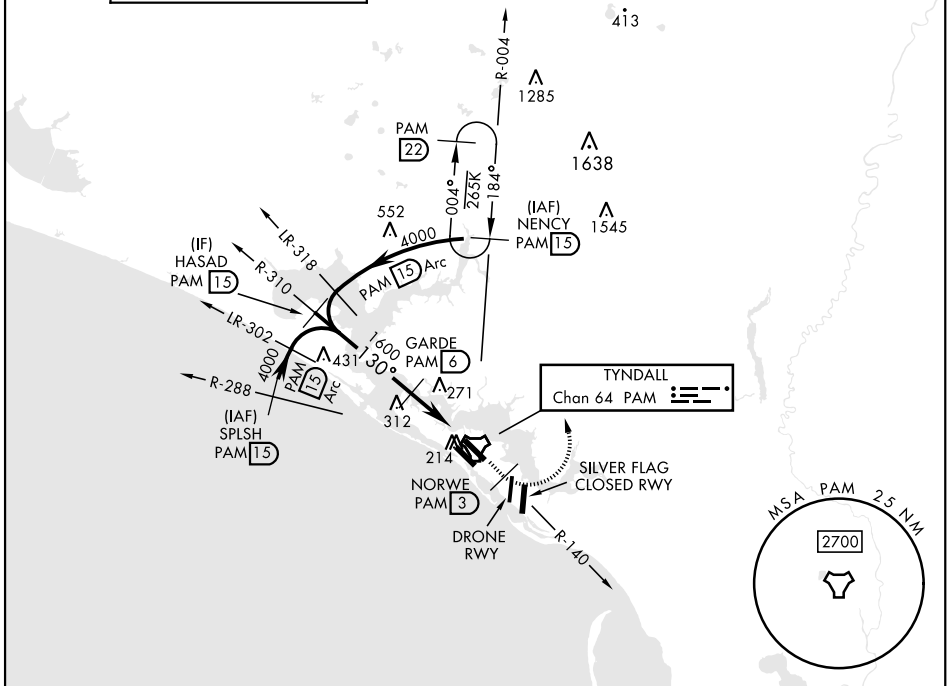 413
R-004
1285
PAM
22
1638
004°
265K
184°
(IAF)
NENCY
PAM 15
1545
552
4000
PAM 15 Arc
LR-318
(IF)
HASAD
PAM 15
R-310
LR-302
1600
130°
GARDE
PAM 6
4000
PAM 15 Arc
431
271
R-288
312
(IAF)
SPLSH
PAM 15
TYNDALL
Chan 64 PAM
214
NORWE
PAM 3
SILVER FLAG
CLOSED RWY
DRONE
RWY
R-140
MSA PAM 25 NM
2700